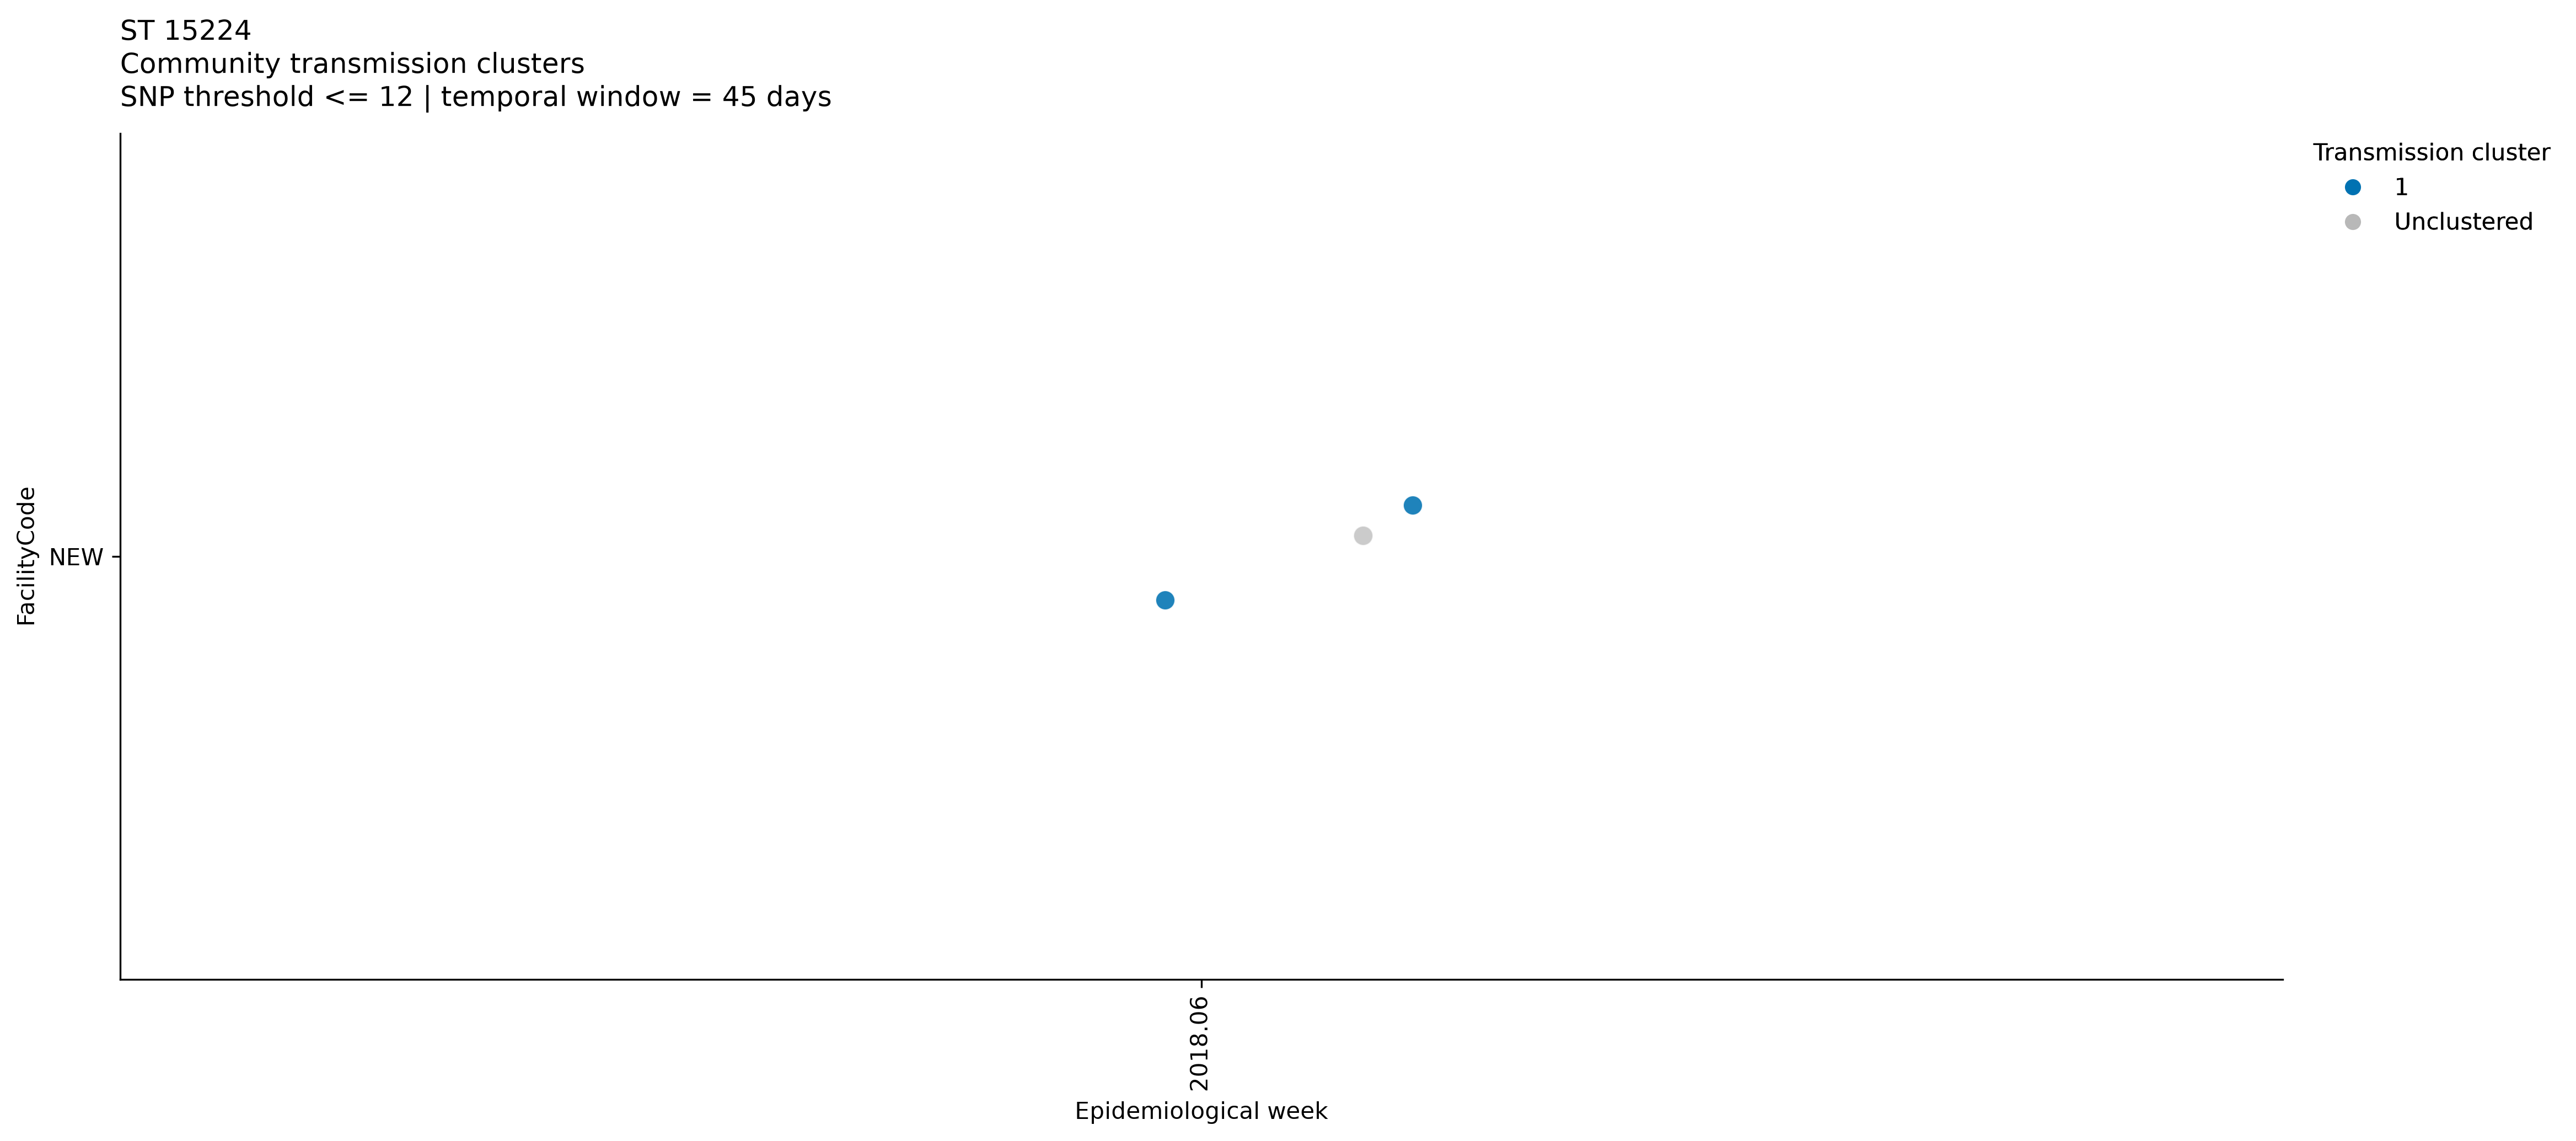 ST 15224
Community transmission clusters
SNP threshold <= 12 | temporal window = 45 days
Transmission cluster
1
Unclustered
FacilityCode
NEW
2018.06
Epidemiological week